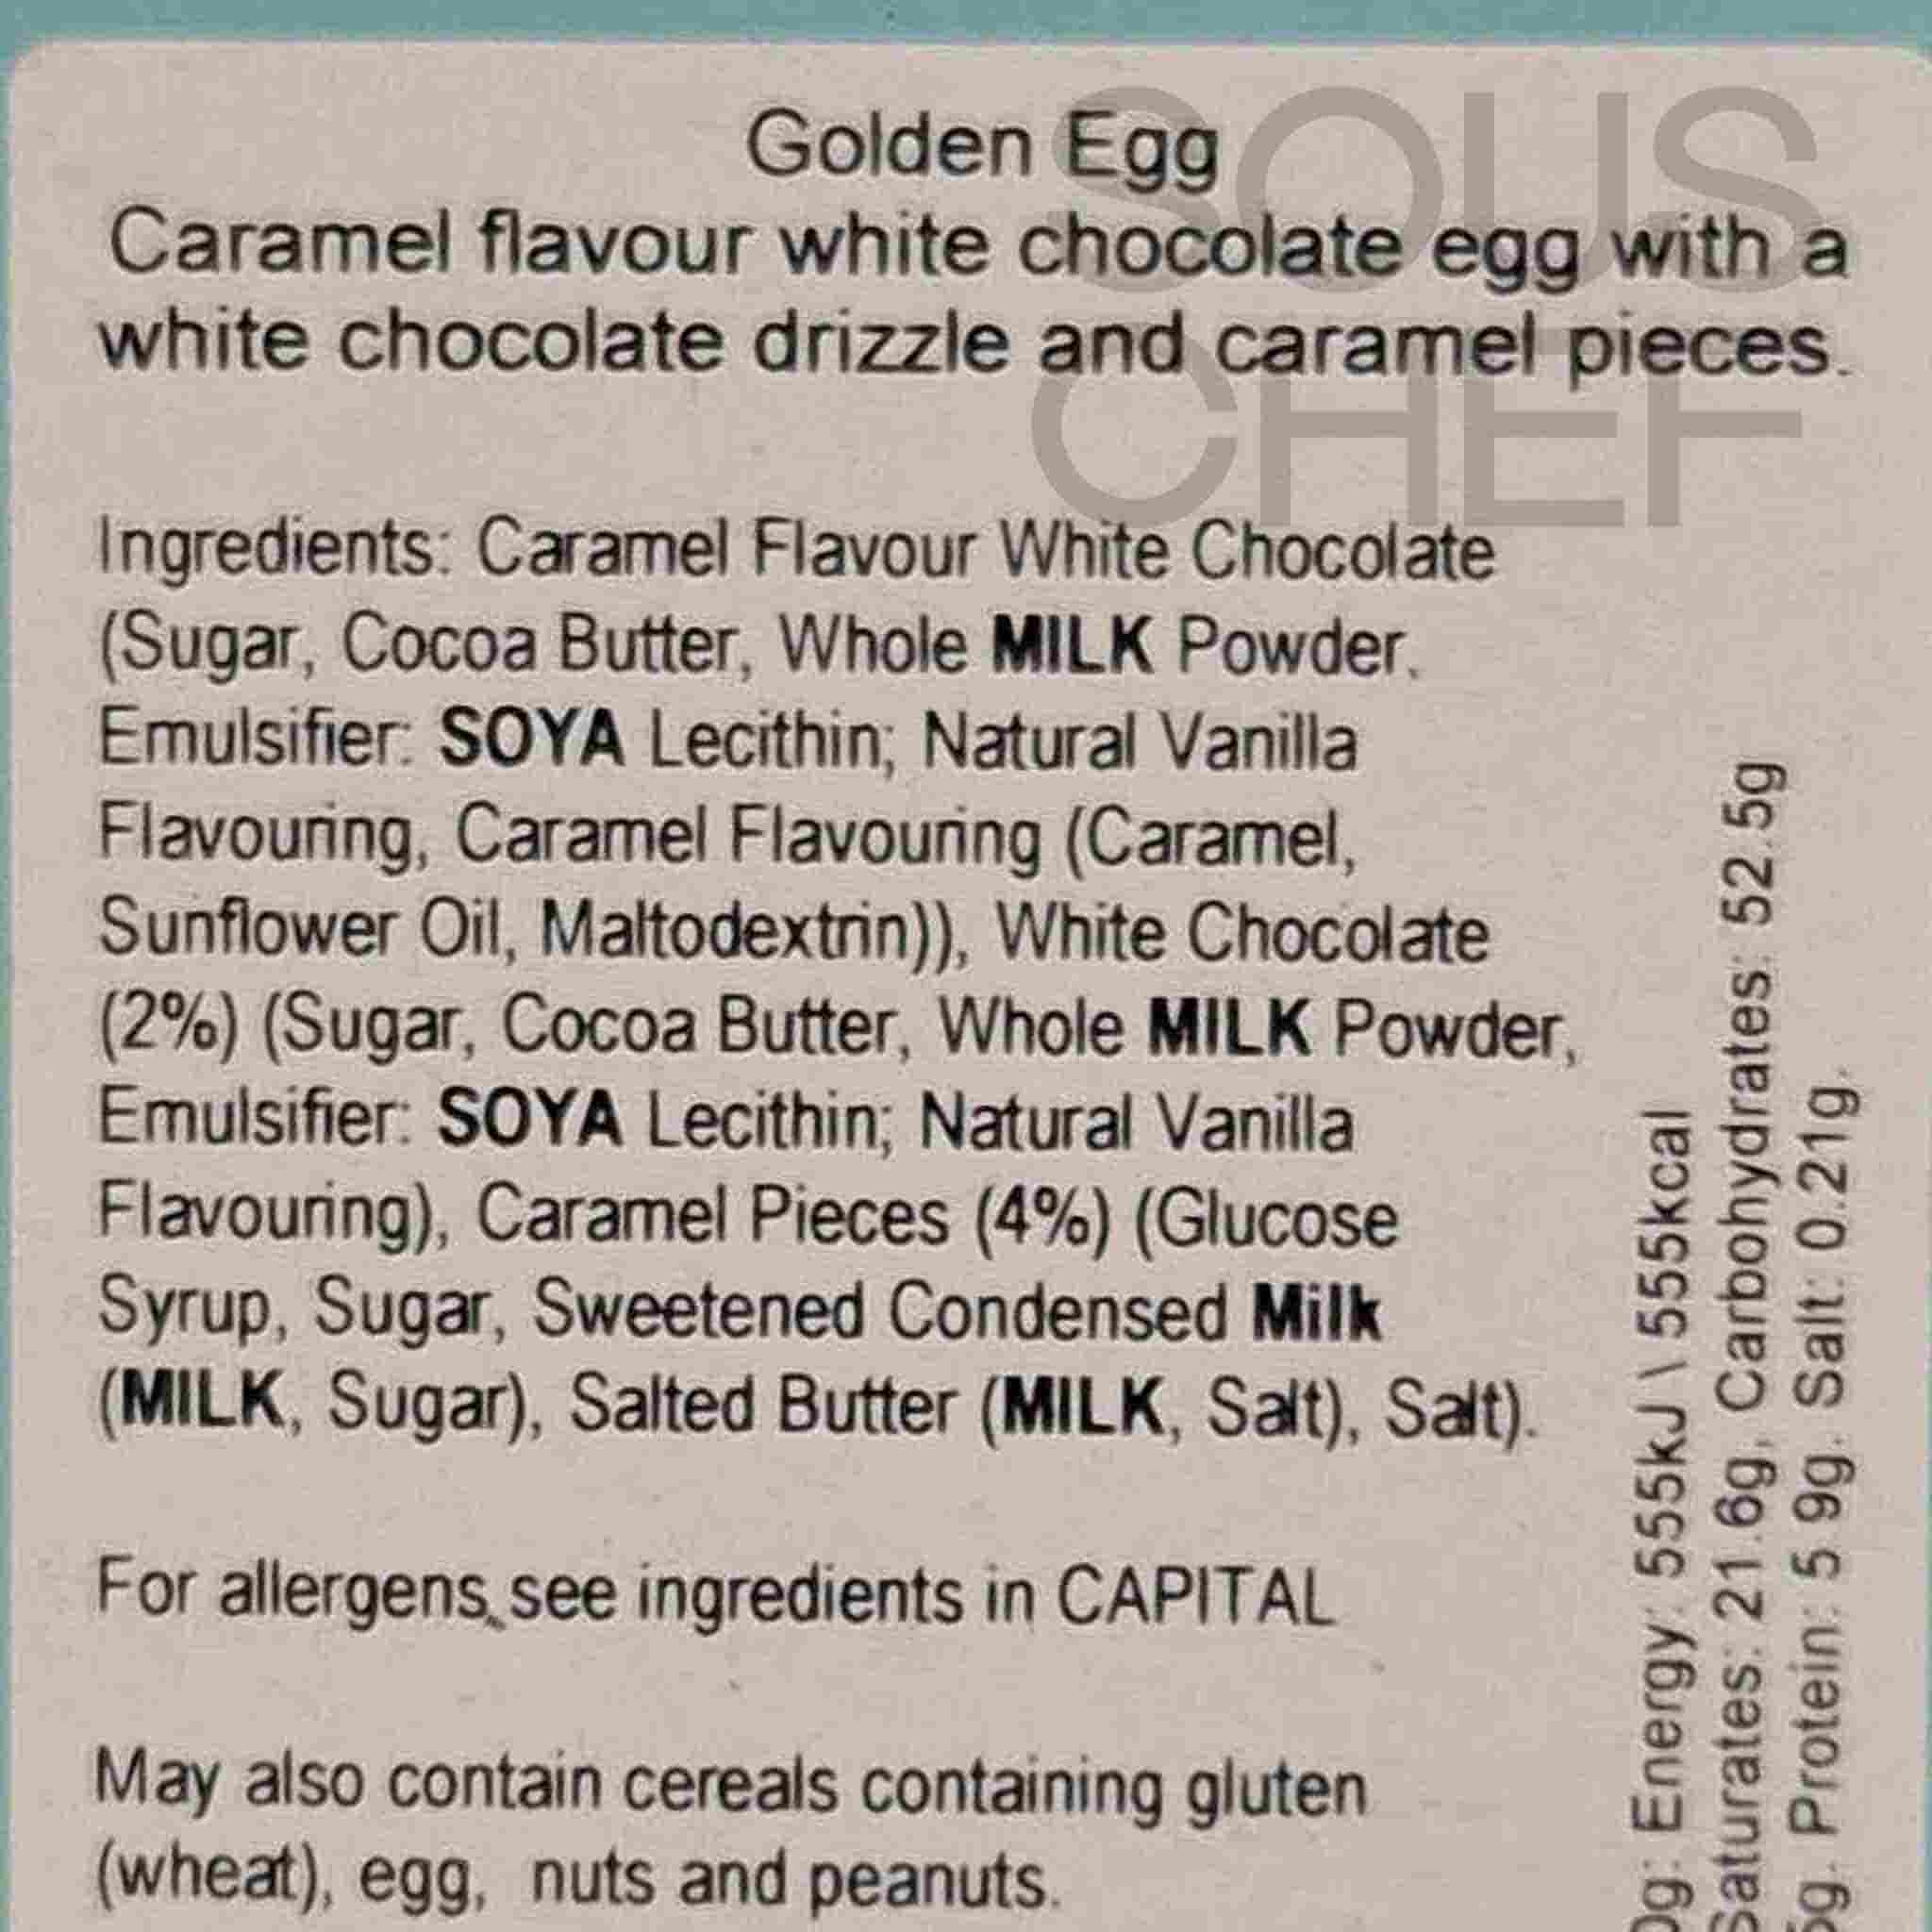 SOUS
CHEF
Golden Egg
Caramel flavour white chocolate egg with a
white chocolate drizzle and caramel pieces.
Ingredients: Caramel Flavour White Chocolate
(Sugar, Cocoa Butter, Whole MILK Powder.
Emulsifier: SOYA Lecithin; Natural Vanilla
Flavouring, Caramel Flavouring (Caramel,
Sunflower Oil, Maltodextrin)), White Chocolate
(2%) (Sugar, Cocoa Butter, Whole MILK Powder,
Emulsifier: SOYA Lecithin; Natural Vanilla
Flavouring), Caramel Pieces (4%) (Glucose
Syrup, Sugar, Sweetened Condensed Milk
(MILK, Sugar), Salted Butter (MILK, Salt), Salt).
For allergens, see ingredients in CAPITAL
May also contain cereals containing gluten
(wheat), egg, nuts and peanuts.
0g: Energy: 555kJ \ 555kcal
Saturates: 21.6g, Carbohydrates: 52.5g
g. Protein: 5 9g. Salt: 0.21g.